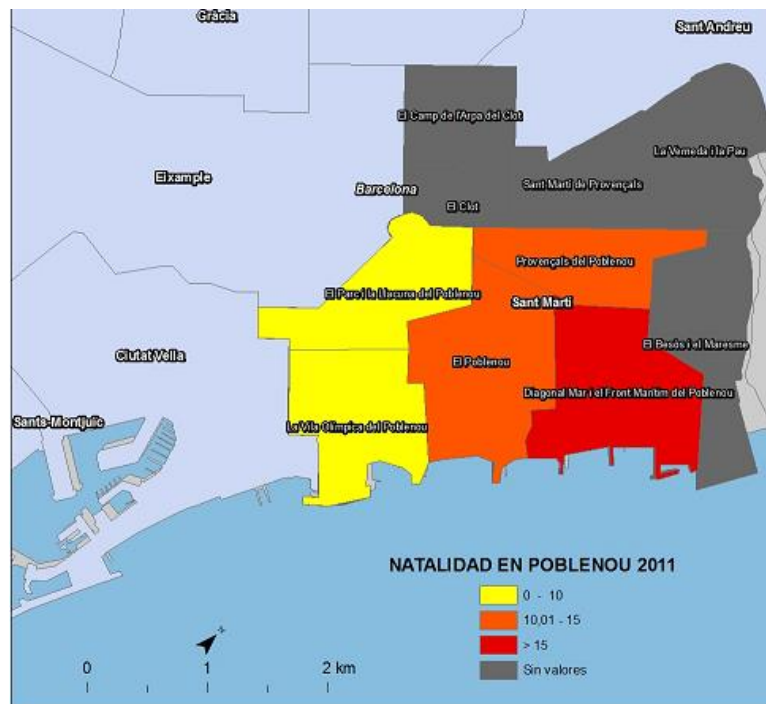 Gràcia
Sant Andreu
El Camp de l'Arpa del Clot
La Verneda i la Pau
Eixample
Sant Martí de Provençals
Barcelona
El Clot
Provençals del Poblenou
El Parc i la Llacuna del Poblenou
Sant Martí
Ciutat Vella
El Besòs i el Maresme
El Poblenou
Diagonal Mar i el Front Marítim del Poblenou
Sants-Montjuïc
La Vila Olímpica del Poblenou
NATALIDAD EN POBLENOU 2011
0 - 10
10,01 - 15
> 15
Sin valores
0 1 2 km